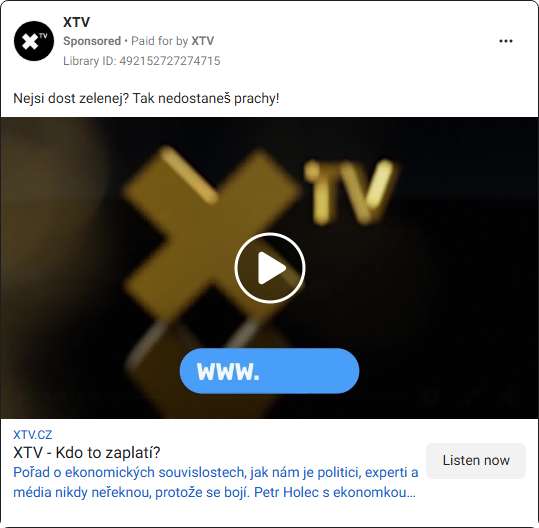 XTV
Sponsored • Paid for by XTV
Library ID: 492152727274715
Nejsi dost zelenej? Tak nedostaneš prachy!
XTV
WWW.
XTV.CZ
XTV - Kdo to zaplatí?
Pořad o ekonomických souvislostech, jak nám je politici, experti a
média nikdy neřeknou, protože se bojí. Petr Holec s ekonomkou...
Listen now